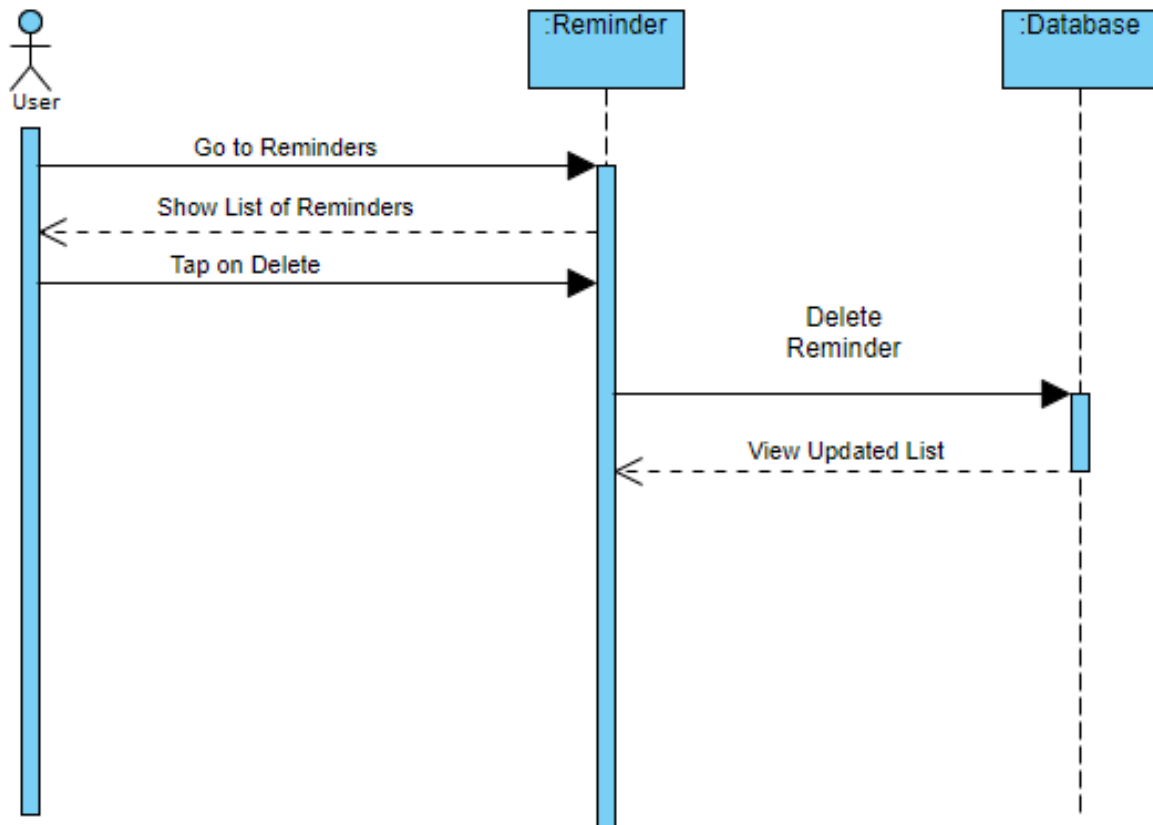 :Reminder
:Database
User
Go to Reminders
Show List of Reminders
Tap on Delete
Delete
Reminder
View Updated List